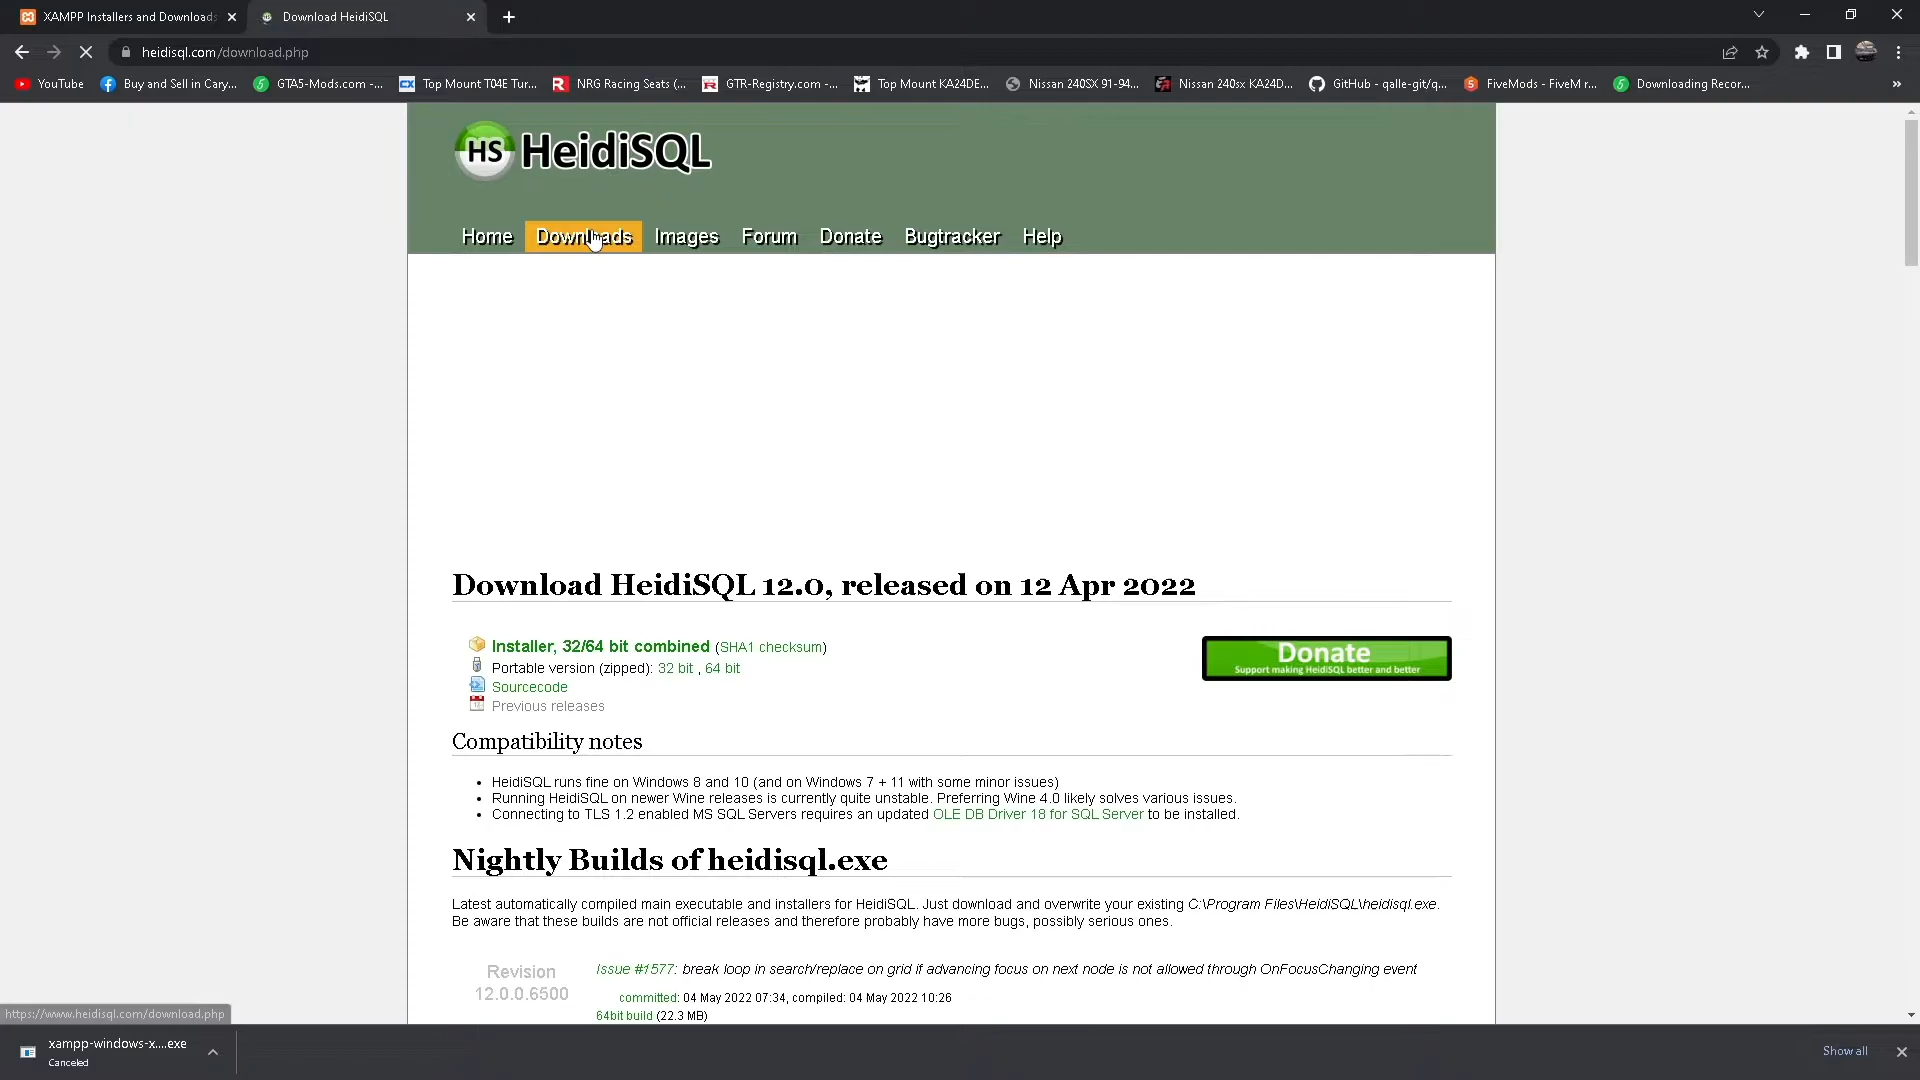 XAMPP Installers and Downloads
Download HeidiSQL
heidisql.com/download.php
YouTube
Buy and Sell in Cary...
GTA5-Mods.com -...
Top Mount T04E Tur...
NRG Racing Seats (...
GTR-Registry.com -...
Top Mount KA24DE...
Nissan 240SX 91-94...
Nissan 240sx KA24D...
GitHub - qalle-git/q...
FiveMods - FiveM r...
Downloading Recor...
HS HeidiSQL
Home Downloads Images Forum Donate Bugtracker Help
Download HeidiSQL 12.0, released on 12 Apr 2022
Installer, 32/64 bit combined (SHA1 checksum)
Portable version (zipped): 32 bit , 64 bit
Sourcecode
Previous releases
Donate
Support making HeidiSQL better and better
Compatibility notes
• HeidiSQL runs fine on Windows 8 and 10 (and on Windows 7 + 11 with some minor issues)
• Running HeidiSQL on newer Wine releases is currently quite unstable. Preferring Wine 4.0 likely solves various issues.
• Connecting to TLS 1.2 enabled MS SQL Servers requires an updated OLE DB Driver 18 for SQL Server to be installed.
Nightly Builds of heidisql.exe
Latest automatically compiled main executable and installers for HeidiSQL. Just download and overwrite your existing C:\Program Files\HeidiSQL\heidisql.exe.
Be aware that these builds are not official releases and therefore probably have more bugs, possibly serious ones.
Revision
12.0.0.6500
Issue #1577: break loop in search/replace on grid if advancing focus on next node is not allowed through OnFocusChanging event
committed: 04 May 2022 07:34, compiled: 04 May 2022 10:26
64bit build (22.3 MB)
https://www.heidisql.com/download.php
xampp-windows-x....exe
Canceled
Show all